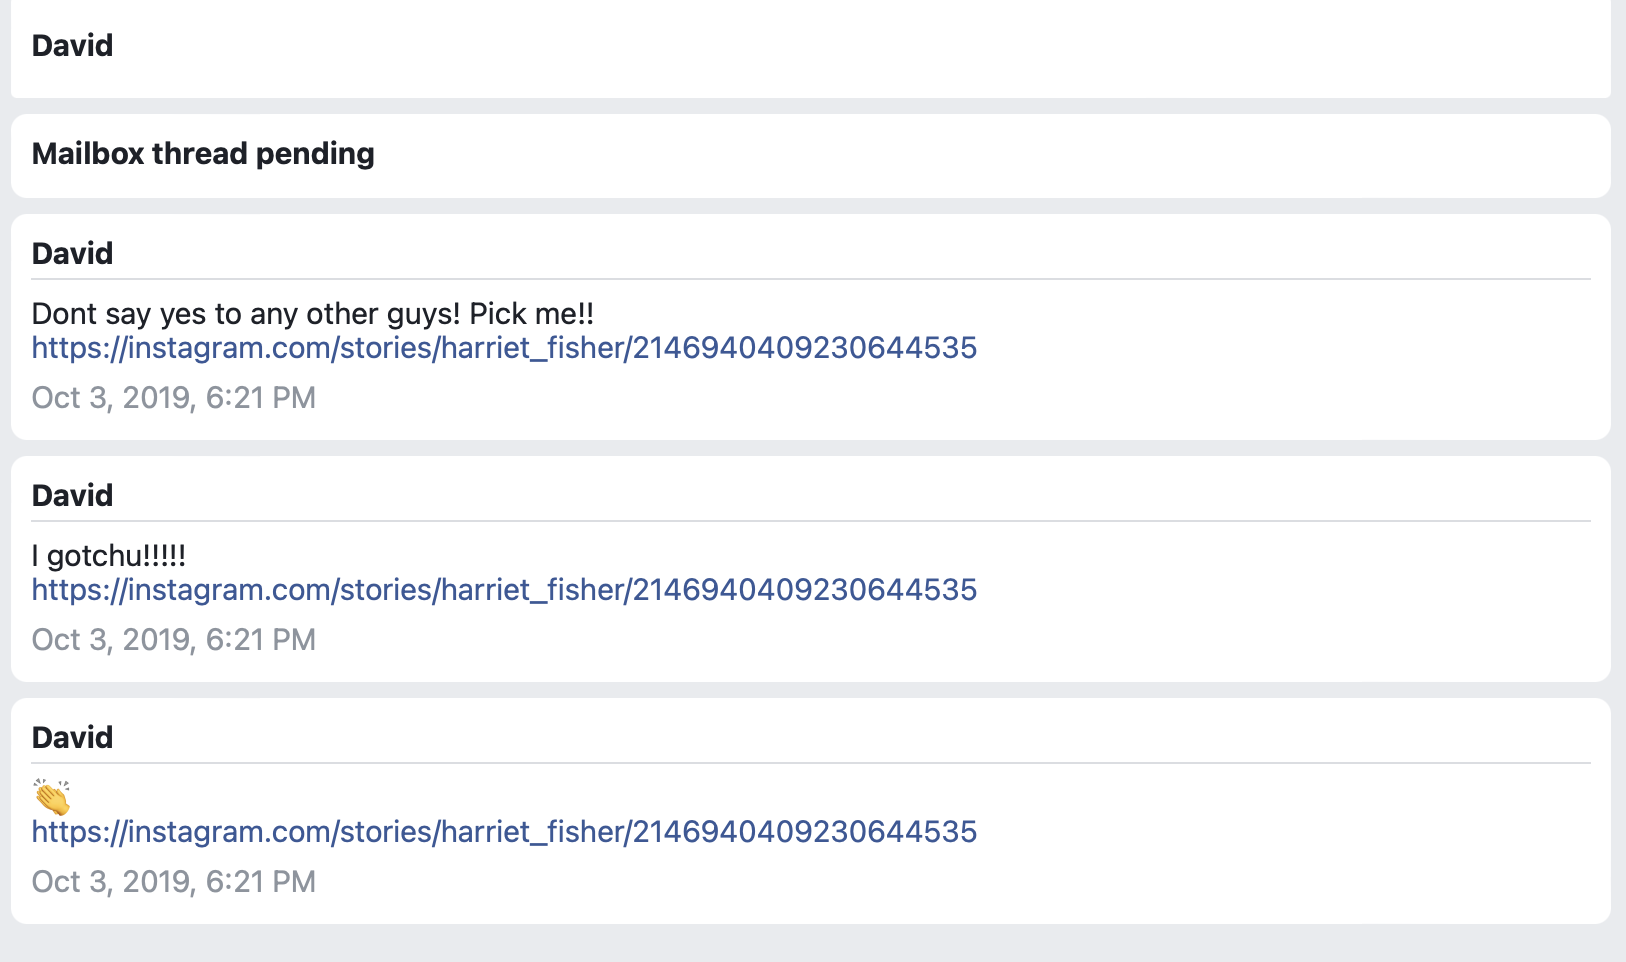 David
Mailbox thread pending
David
Dont say yes to any other guys! Pick me!!
https://instagram.com/stories/harriet_fisher/2146940409230644535
Oct 3, 2019, 6:21 PM
David
I gotchu!!!!!
https://instagram.com/stories/harriet_fisher/2146940409230644535
Oct 3, 2019, 6:21 PM
David
👏
https://instagram.com/stories/harriet_fisher/2146940409230644535
Oct 3, 2019, 6:21 PM